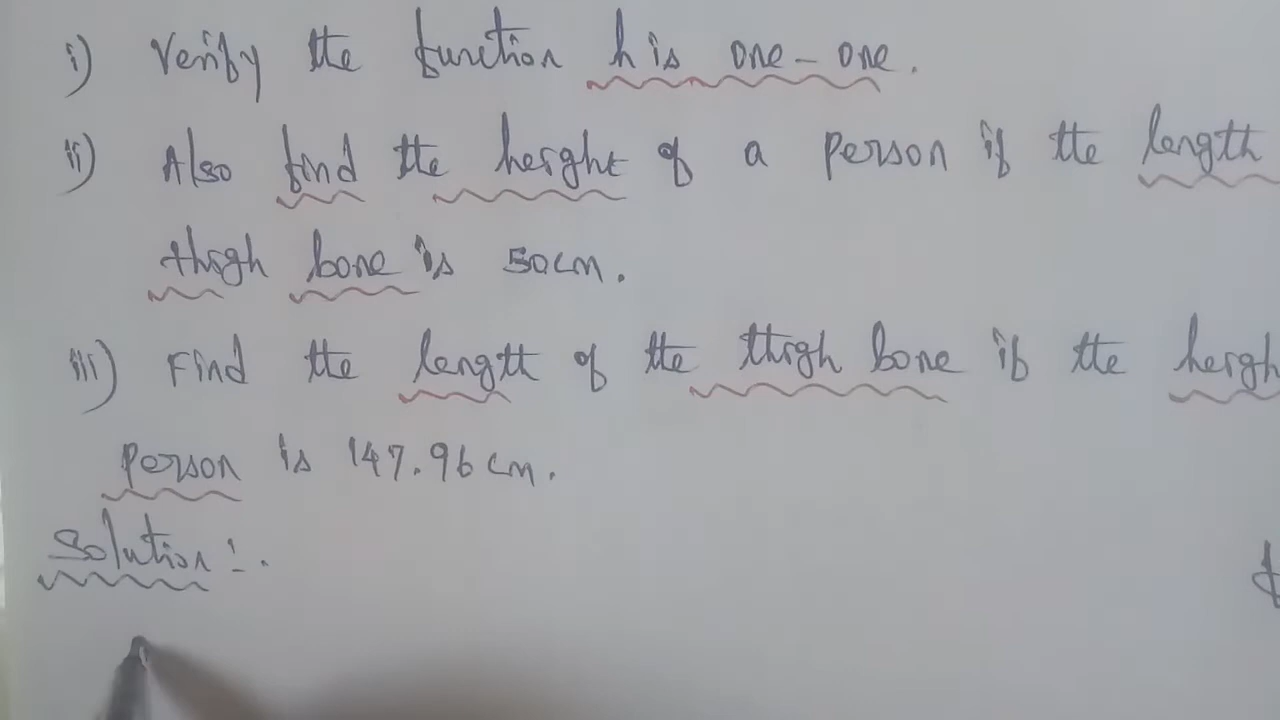 i) Verify the function h is one - one.
ii) Also find the height of a person if the length
thigh bone is 50cm.
iii) Find the length of the thigh bone if the heigh
person is 147.96 cm.
Solution :.